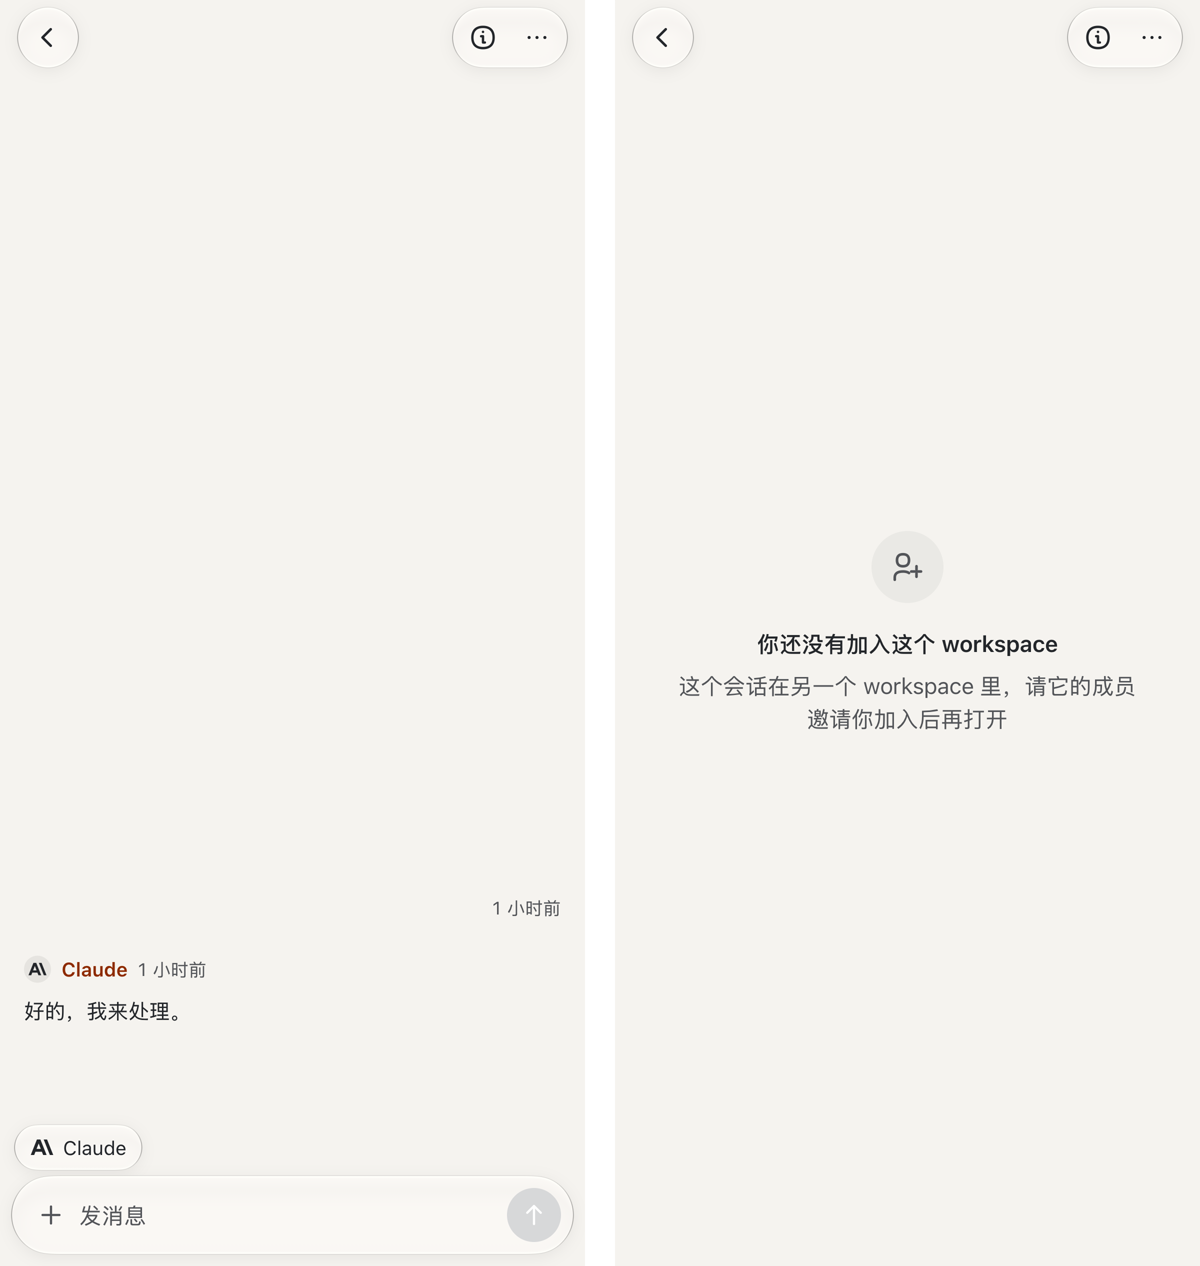 1 小时前
Claude 1 小时前
好的，我来处理。
Claude
发消息
你还没有加入这个 workspace
这个会话在另一个 workspace 里，请它的成员
邀请你加入后再打开